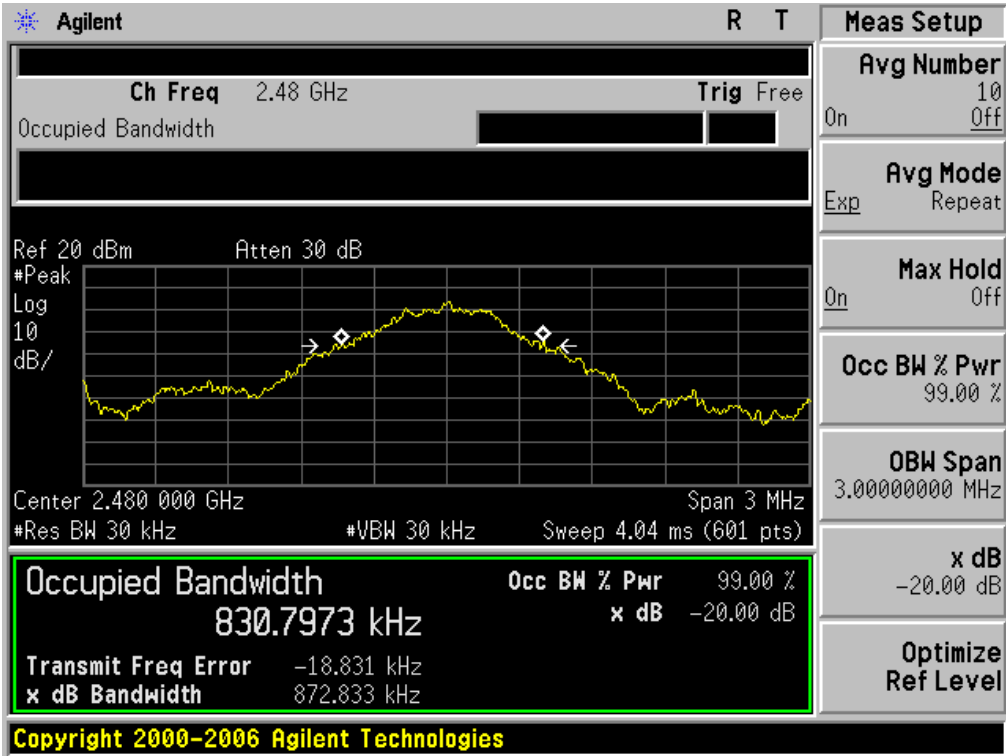 Agilent R T
Meas Setup
Ch Freq 2.48 GHz Trig Free
Occupied Bandwidth
Ref 20 dBm Atten 30 dB
#Peak
Log
10
dB/
Center 2.480 000 GHz Span 3 MHz
#Res BW 30 kHz #VBW 30 kHz Sweep 4.04 ms (601 pts)
Occupied Bandwidth
830.7973 kHz
Occ BW % Pwr 99.00 %
x dB -20.00 dB
Transmit Freq Error -18.831 kHz
x dB Bandwidth 872.833 kHz
Avg Number
10
On Off
Avg Mode
Exp Repeat
Max Hold
On Off
Occ BW % Pwr
99.00 %
OBW Span
3.00000000 MHz
x dB
-20.00 dB
Optimize
Ref Level
Copyright 2000-2006 Agilent Technologies